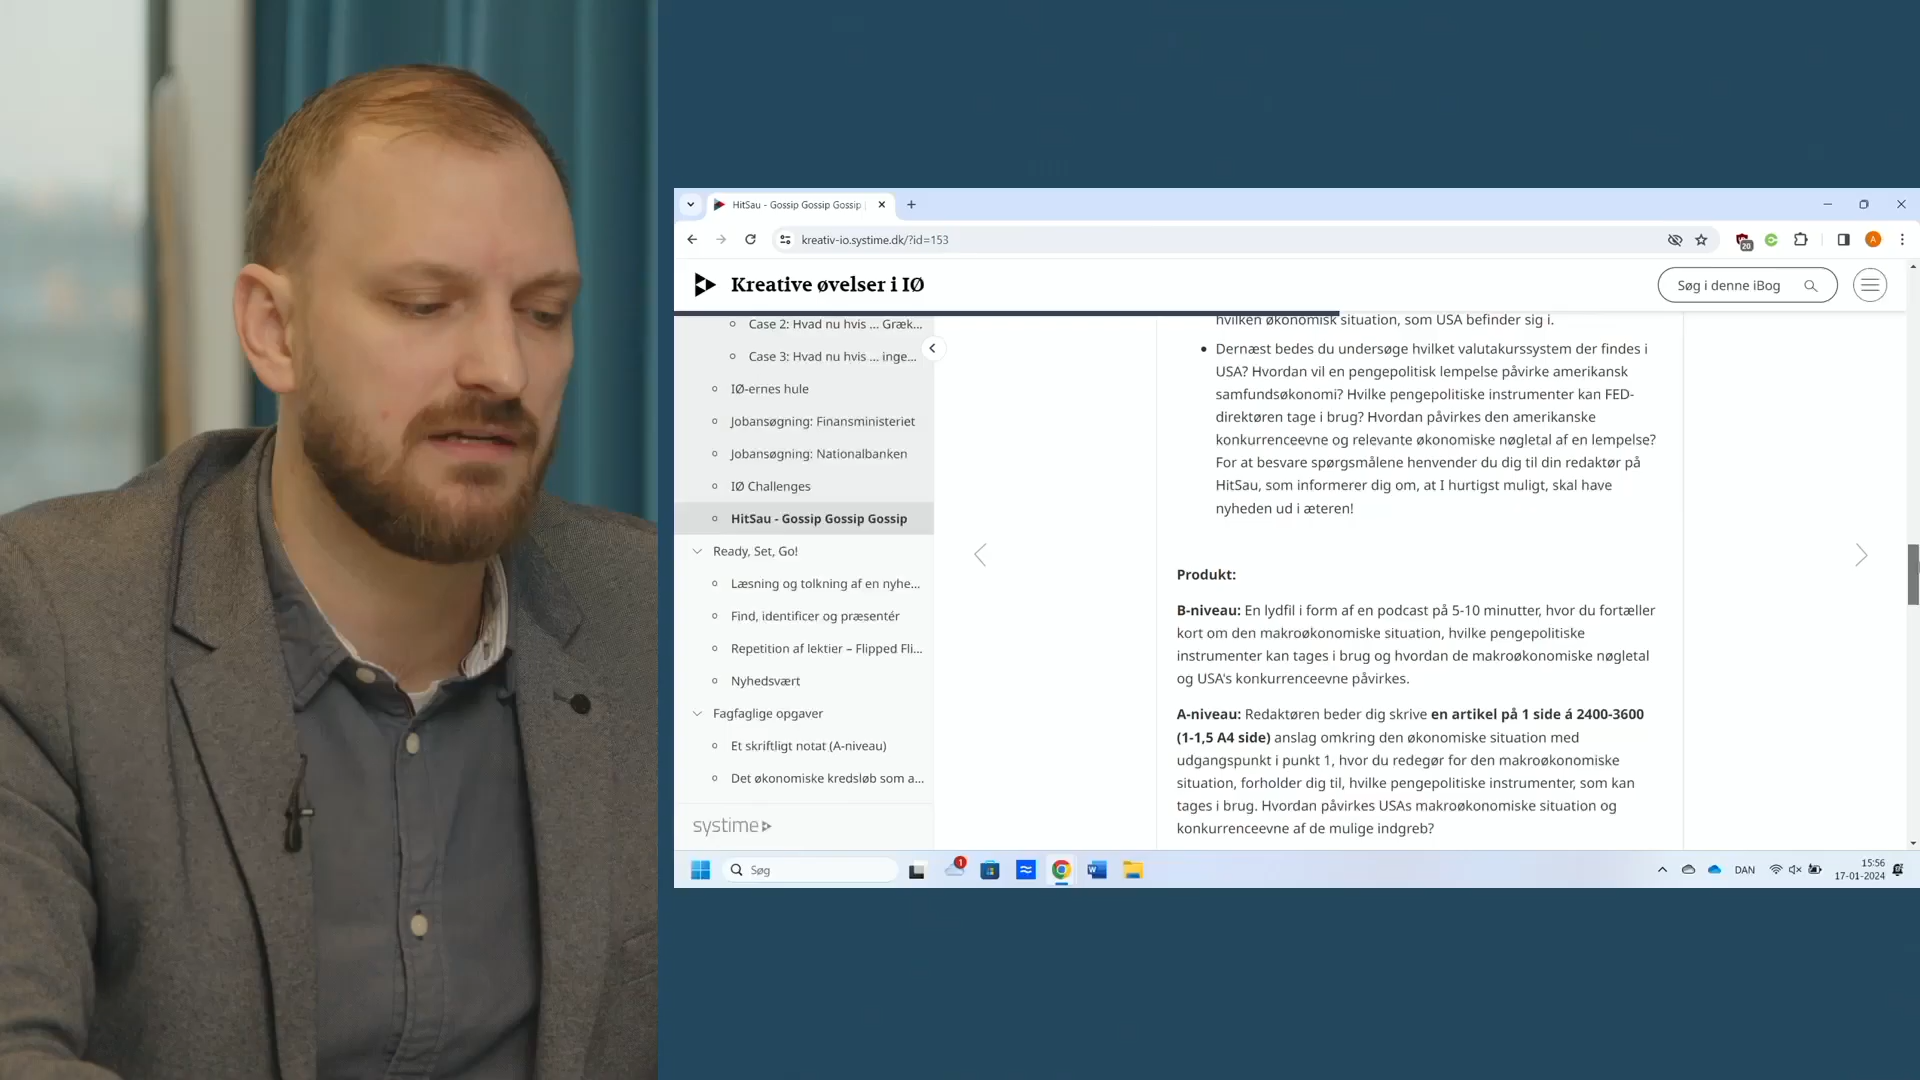 HitSau - Gossip Gossip Gossip
kreativ-io.systime.dk/?id=153
20
A
Kreative øvelser i IØ
Søg i denne iBog
Case 2: Hvad nu hvis ... Græk...
Case 3: Hvad nu hvis ... inge...
IØ-ernes hule
Jobansøgning: Finansministeriet
Jobansøgning: Nationalbanken
IØ Challenges
HitSau - Gossip Gossip Gossip
Ready, Set, Go!
Læsning og tolkning af en nyhe...
Find, identificer og præsentér
Repetition af lektier – Flipped Fli...
Nyhedsvært
Fagfaglige opgaver
Et skriftligt notat (A-niveau)
Det økonomiske kredsløb som a...
systime
hvilken økonomisk situation, som USA befinder sig i.
Dernæst bedes du undersøge hvilket valutakurssystem der findes i
USA? Hvordan vil en pengepolitisk lempelse påvirke amerikansk
samfundsøkonomi? Hvilke pengepolitiske instrumenter kan FED-
direktøren tage i brug? Hvordan påvirkes den amerikanske
konkurrenceevne og relevante økonomiske nøgletal af en lempelse?
For at besvare spørgsmålene henvender du dig til din redaktør på
HitSau, som informerer dig om, at I hurtigst muligt, skal have
nyheden ud i æteren!
Produkt:
B-niveau: En lydfil i form af en podcast på 5-10 minutter, hvor du fortæller
kort om den makroøkonomiske situation, hvilke pengepolitiske
instrumenter kan tages i brug og hvordan de makroøkonomiske nøgletal
og USA's konkurrenceevne påvirkes.
A-niveau: Redaktøren beder dig skrive en artikel på 1 side á 2400-3600
(1-1,5 A4 side) anslag omkring den økonomiske situation med
udgangspunkt i punkt 1, hvor du redegør for den makroøkonomiske
situation, forholder dig til, hvilke pengepolitiske instrumenter, som kan
tages i brug. Hvordan påvirkes USAs makroøkonomiske situation og
konkurrenceevne af de mulige indgreb?
Søg
1
W
DAN
15:56
17-01-2024